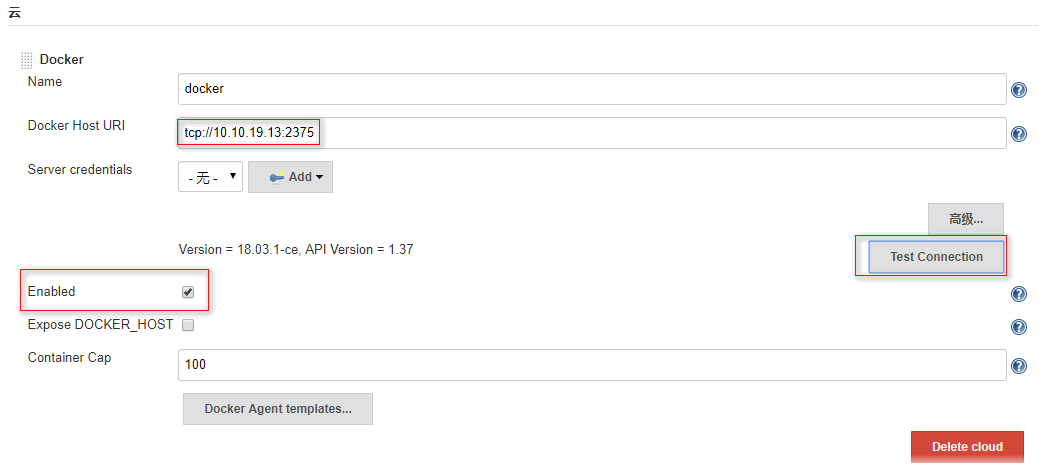 云
Docker
Name
docker
Docker Host URI
tcp://10.10.19.13:2375
Server credentials
- 无 -
Add
高级...
Version = 18.03.1-ce, API Version = 1.37
Test Connection
Enabled
Expose DOCKER_HOST
Container Cap
100
Docker Agent templates...
Delete cloud